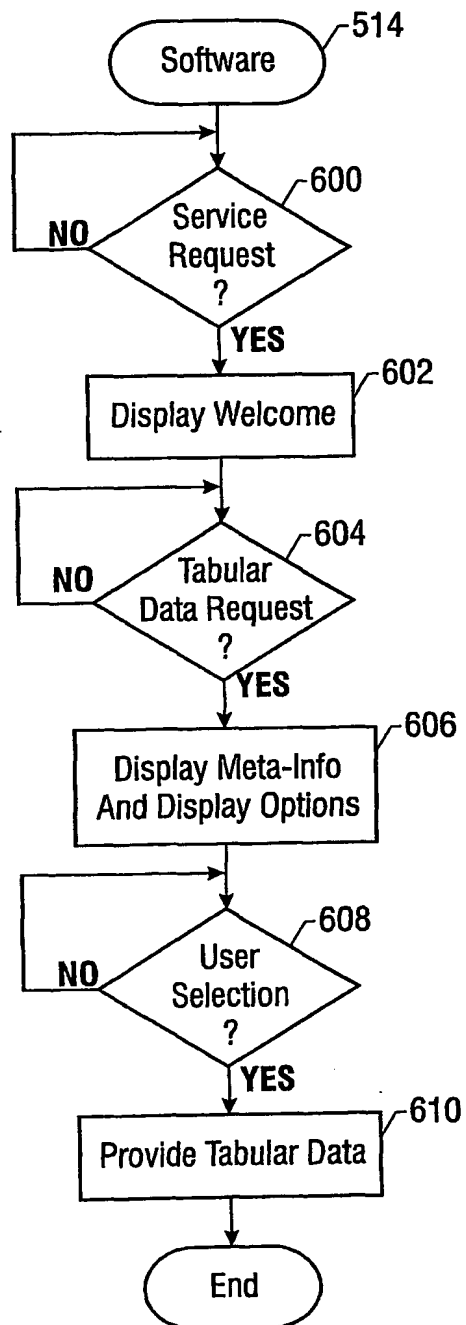 514
Software
600
Service
Request
?
NO
YES
602
Display Welcome
604
Tabular
Data Request
?
NO
YES
606
Display Meta-Info
And Display Options
608
User
Selection
?
NO
YES
610
Provide Tabular Data
End